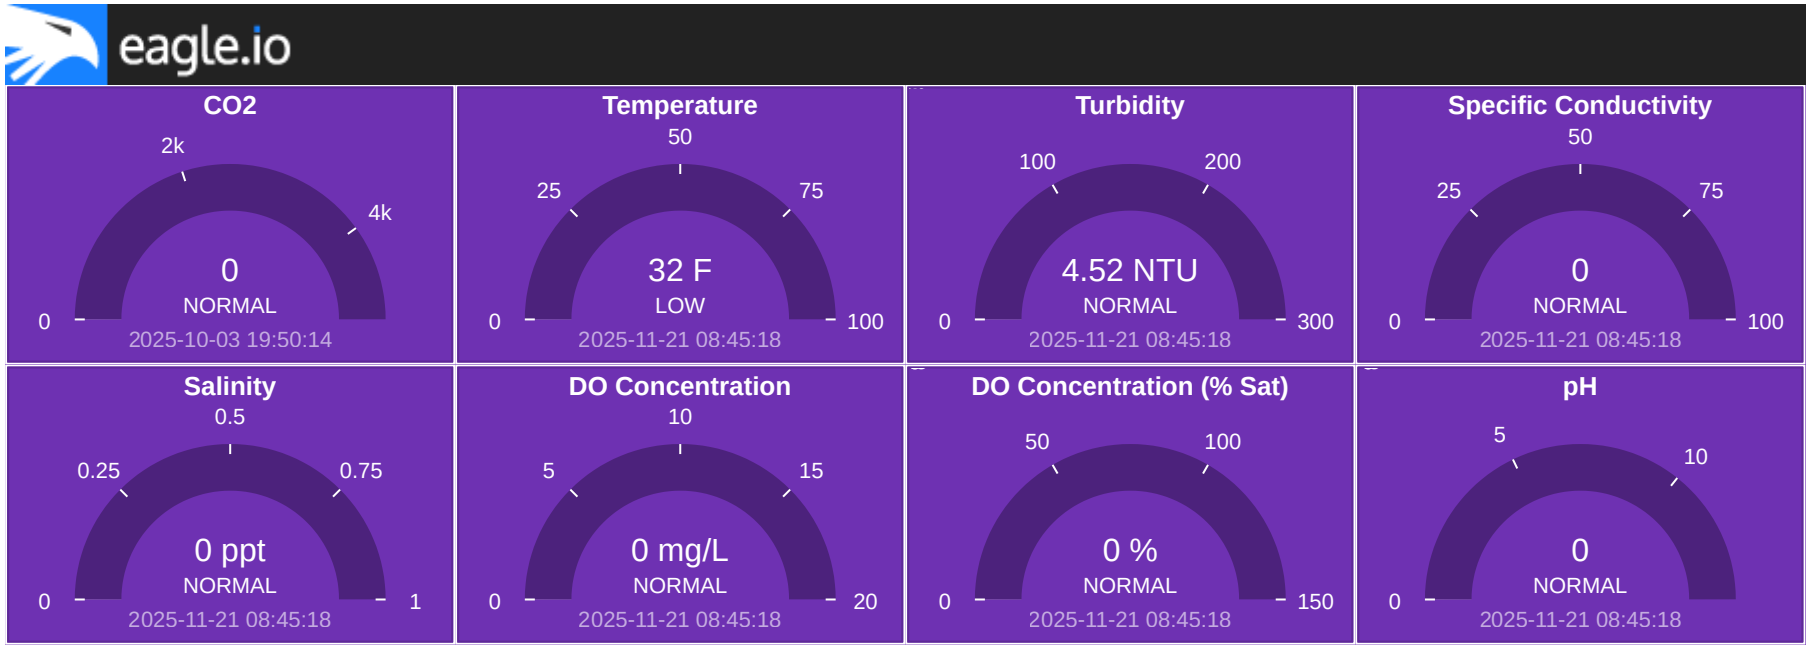 eagle.io
CO2
2k
4k
0
0
NORMAL
2025-10-03 19:50:14
Temperature
50
25
75
32 F
LOW
0
100
2025-11-21 08:45:18
Turbidity
100
200
4.52 NTU
NORMAL
0
300
2025-11-21 08:45:18
Specific Conductivity
50
25
75
0
NORMAL
0
100
2025-11-21 08:45:18
Salinity
0.5
0.25
0.75
0 ppt
NORMAL
0
1
2025-11-21 08:45:18
DO Concentration
10
5
15
0 mg/L
NORMAL
0
20
2025-11-21 08:45:18
DO Concentration (% Sat)
50
100
0 %
NORMAL
0
150
2025-11-21 08:45:18
pH
5
10
0
NORMAL
0
2025-11-21 08:45:18